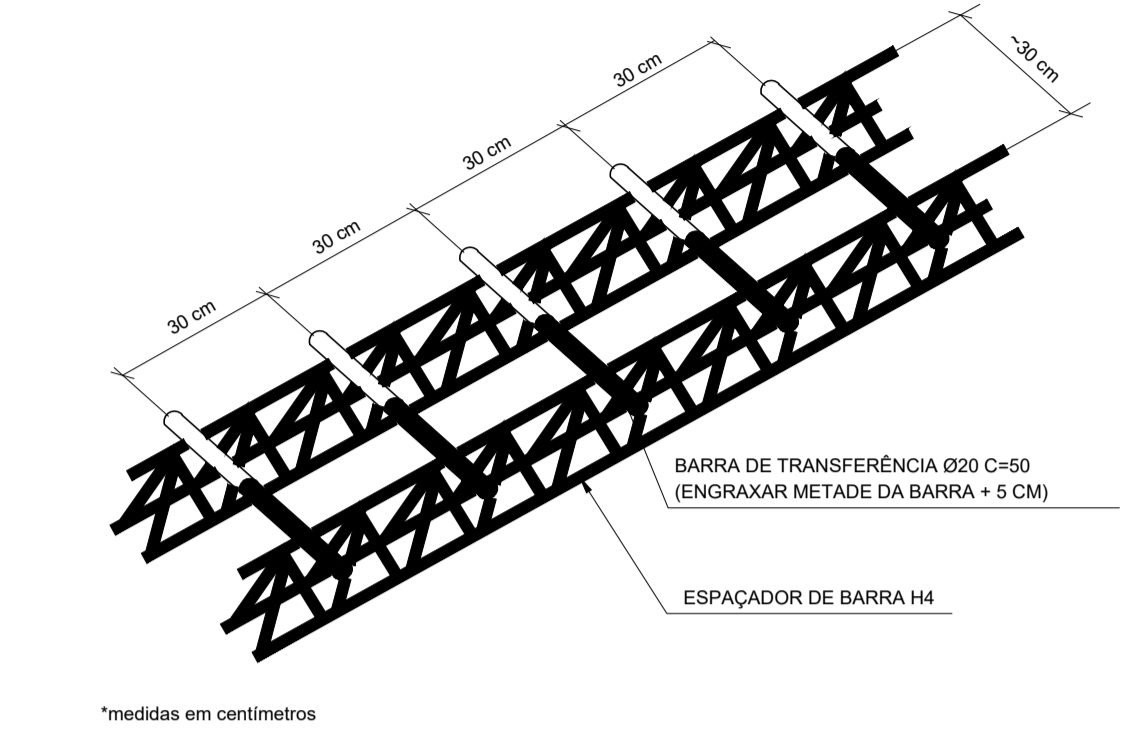 ~30 cm
30 cm
30 cm
30 cm
30 cm
BARRA DE TRANSFERÊNCIA Ø20 C=50
(ENGRAXAR METADE DA BARRA + 5 CM)
ESPAÇADOR DE BARRA H4
*medidas em centímetros